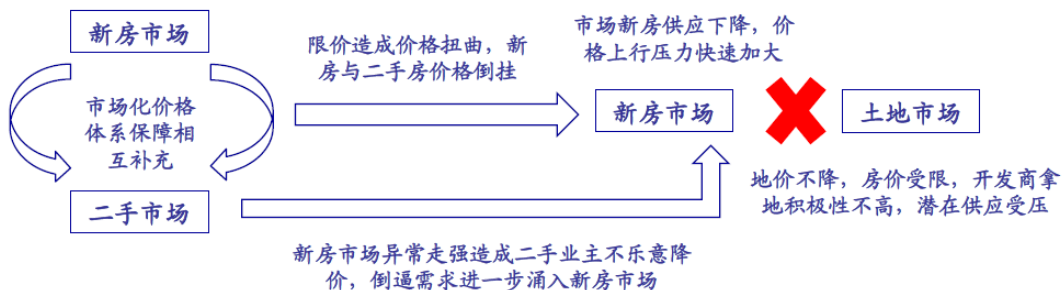 新房市场
市场化价格
体系保障相
互补充
二手市场
限价造成价格扭曲，新
房与二手房价格倒挂
市场新房供应下降，价
格上行压力快速加大
新房市场
土地市场
地价不降，房价受限，开发商拿
地积极性不高，潜在供应受压
新房市场异常走强造成二手业主不乐意降
价，倒逼需求进一步涌入新房市场